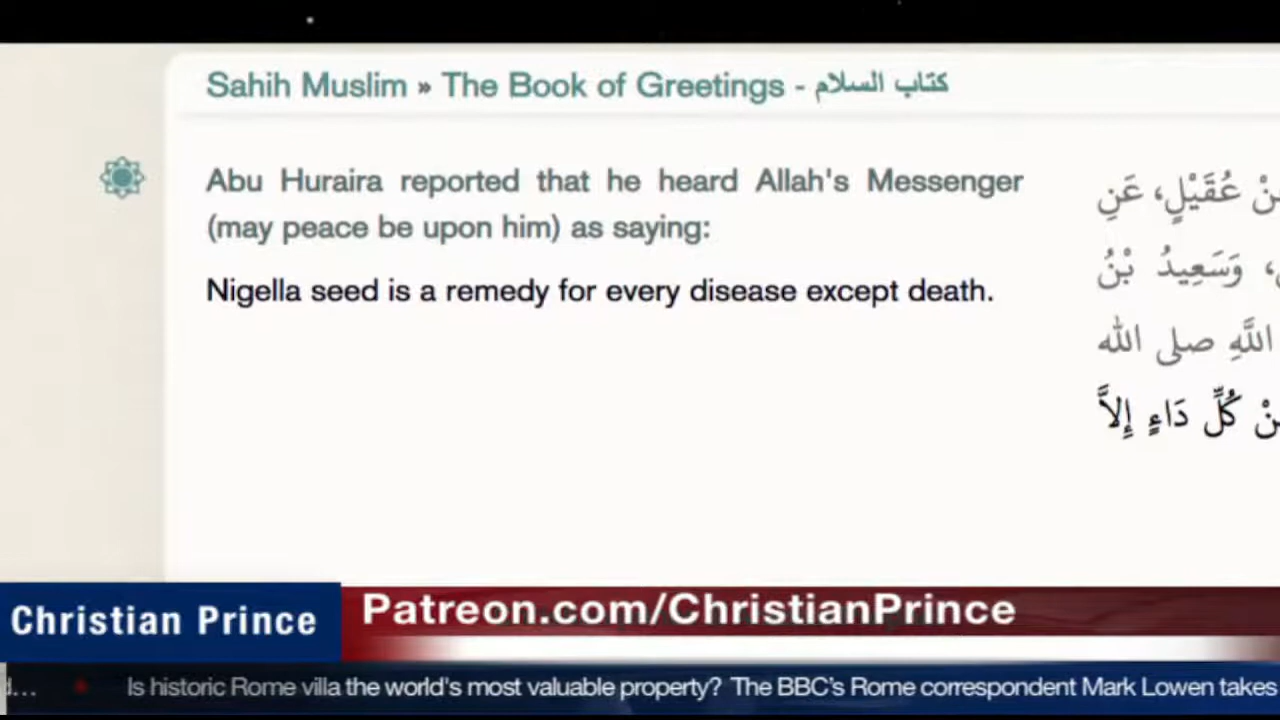 Sahih Muslim » The Book of Greetings - كتاب السلام
Abu Huraira reported that he heard Allah's Messenger
(may peace be upon him) as saying:
Nigella seed is a remedy for every disease except death.
عُقَيْلٍ، عَنِ
وَسَعِيدُ بْنُ
اللَّهِ صلى الله
كُلِّ دَاءٍ إِلاَّ
Christian Prince
Patreon.com/ChristianPrince
Is historic Rome villa the world's most valuable property? The BBC's Rome correspondent Mark Lowen takes